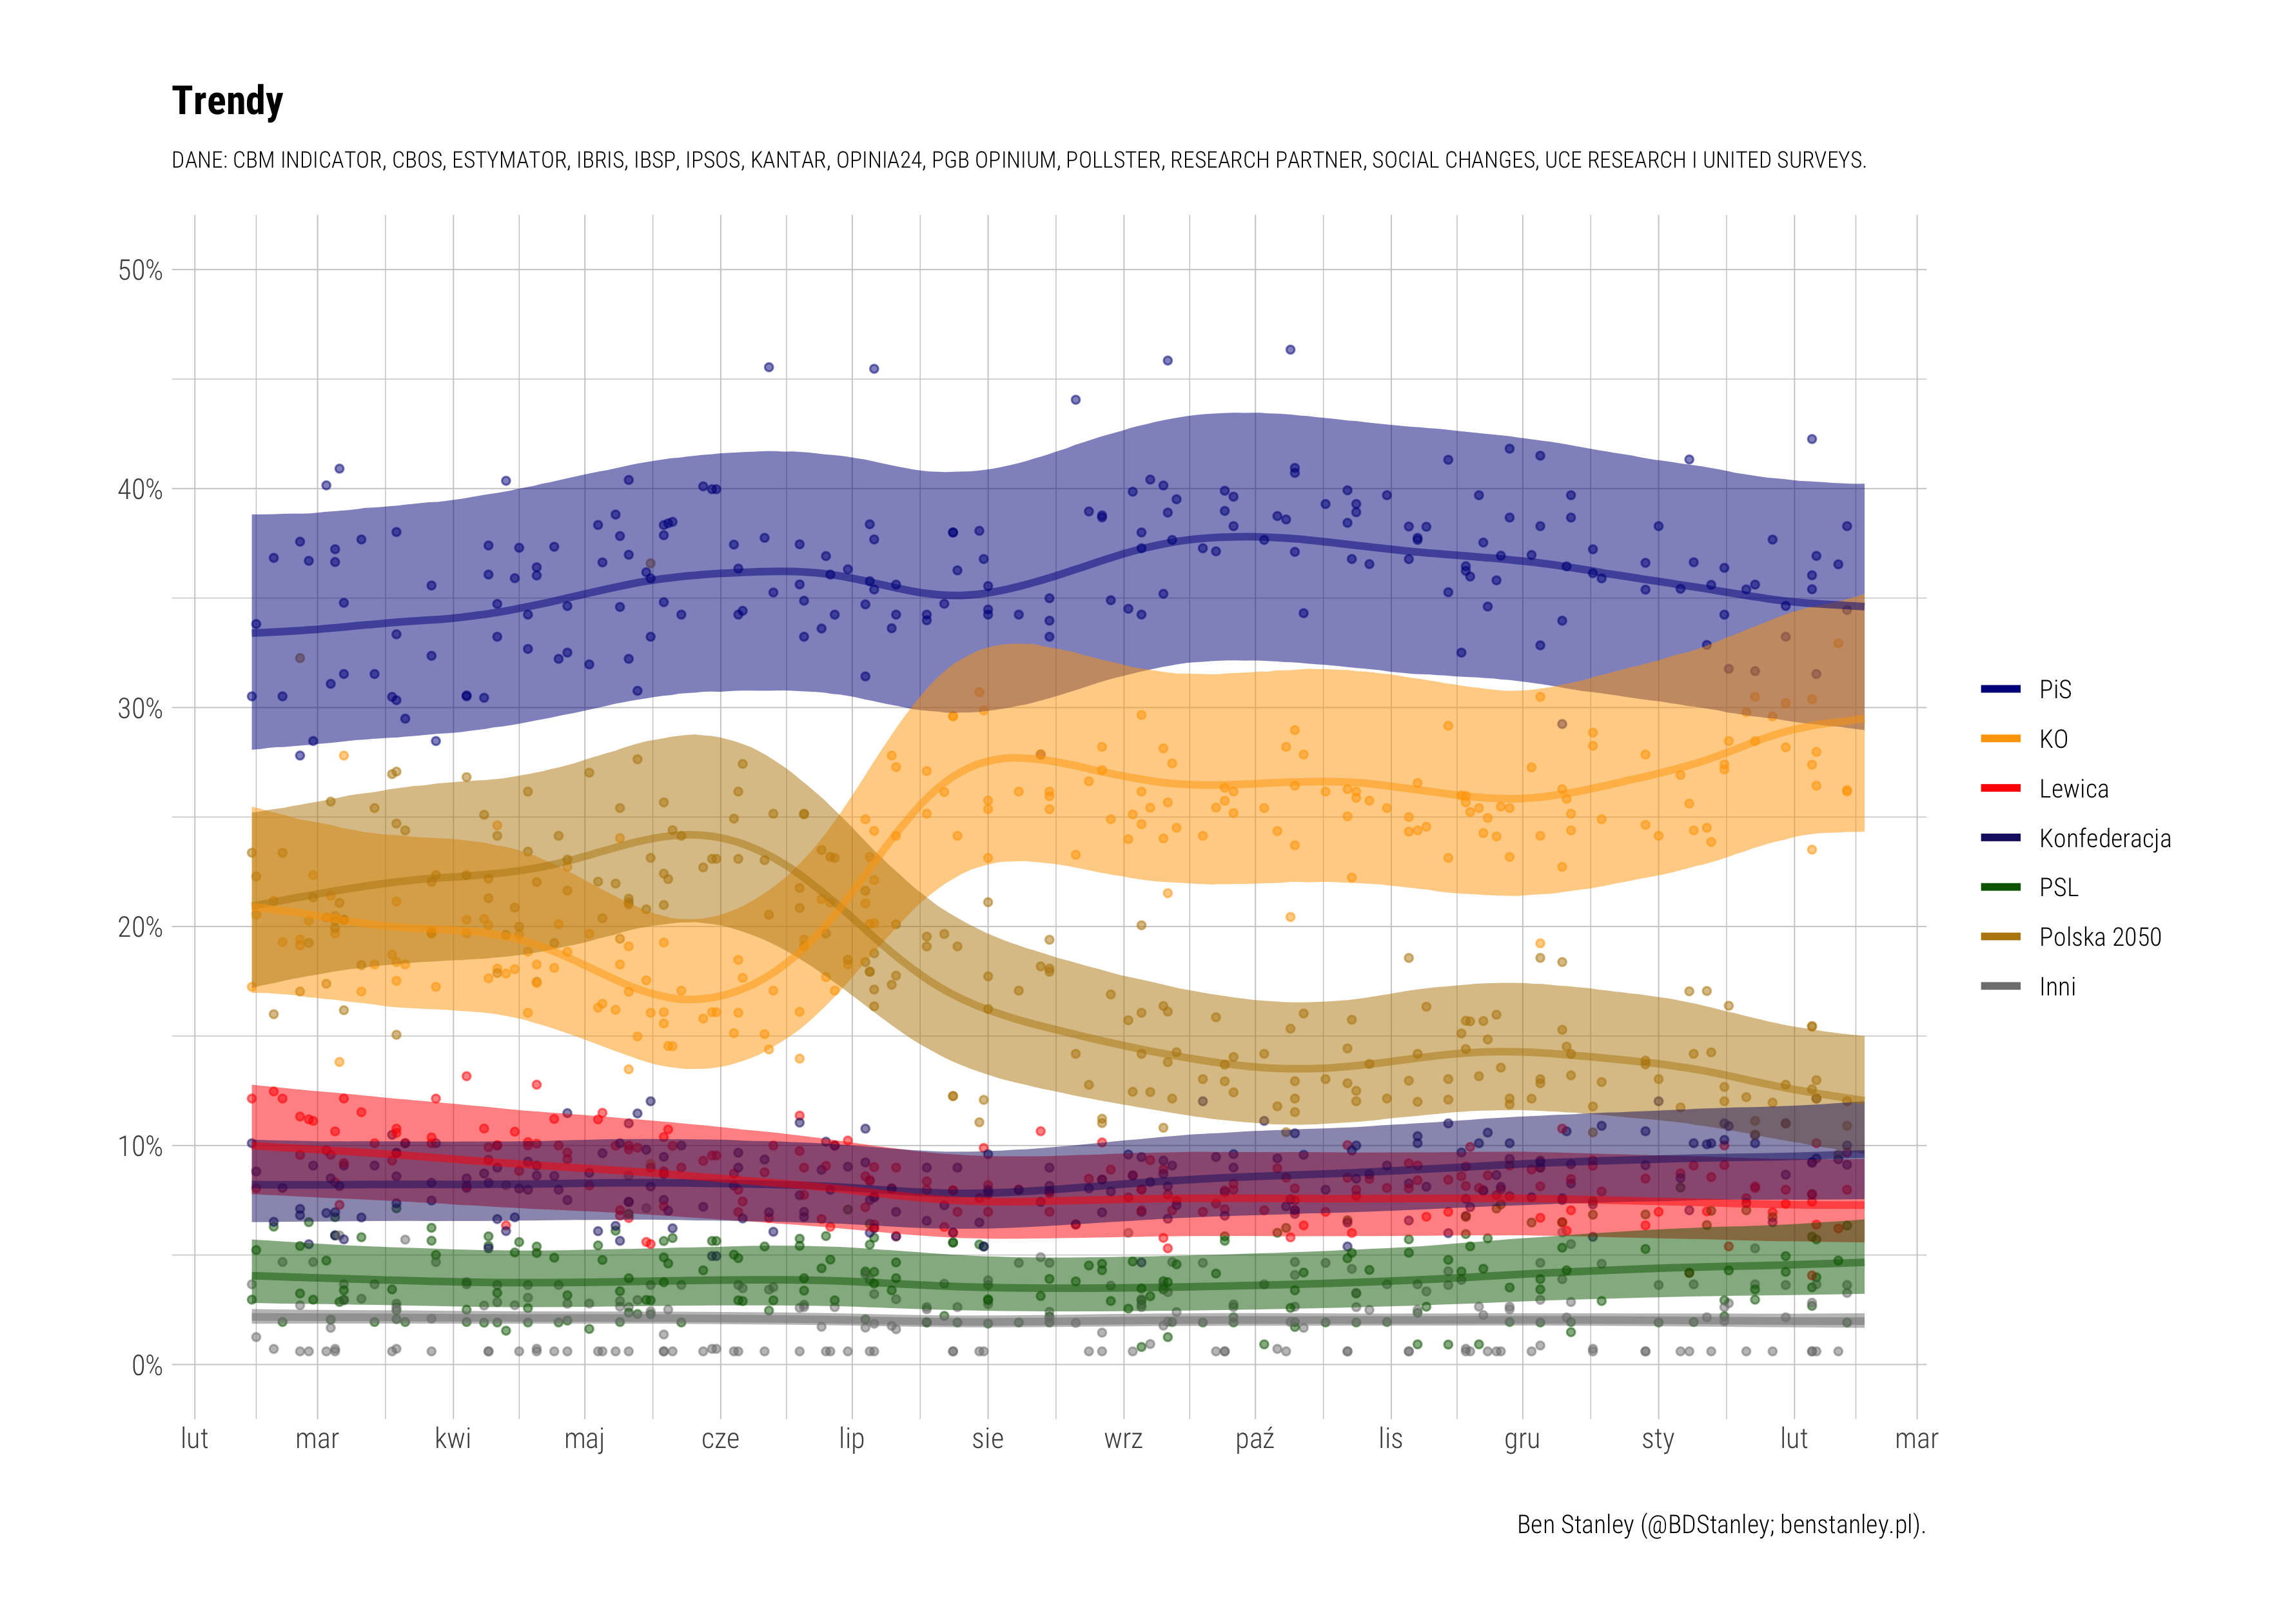 Trendy
DANE: CBM INDICATOR, CBOS, ESTYMATOR, IBRIS, IBSP, IPSOS, KANTAR, OPINIA24, PGB OPINIUM, POLLSTER, RESEARCH PARTNER, SOCIAL CHANGES, UCE RESEARCH I UNITED SURVEYS.
50%
40%
30%
20%
10%
0%
lut mar kwi maj cze lip sie wrz paź lis gru sty lut mar
PiS
KO
Lewica
Konfederacja
PSL
Polska 2050
Inni
Ben Stanley (@BDStanley; benstanley.pl).